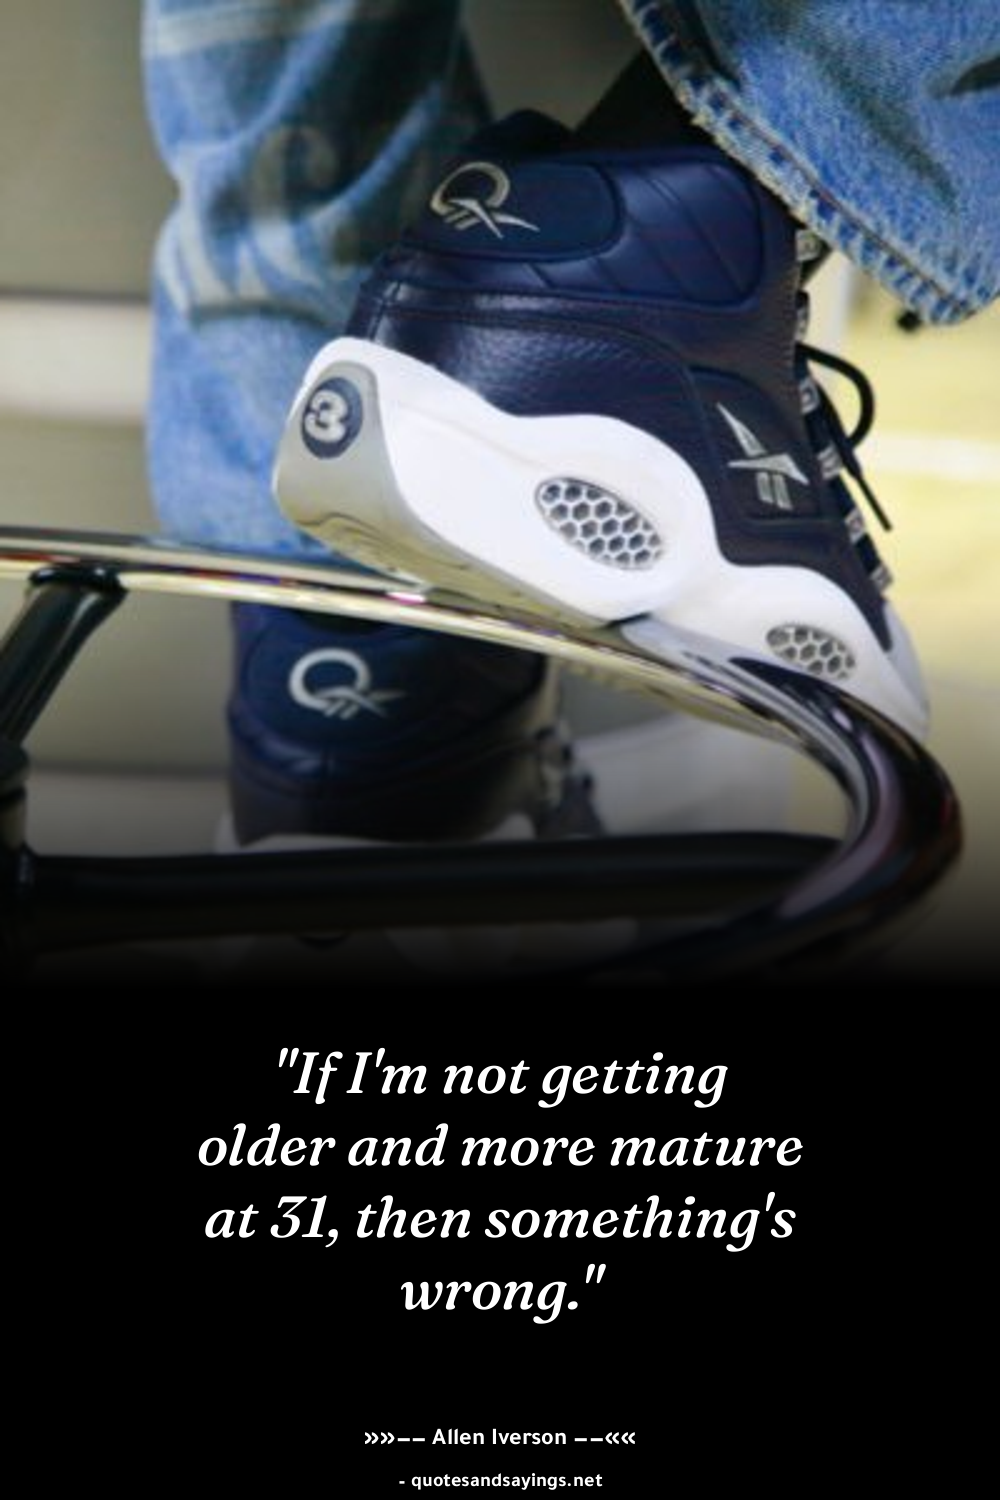 3
"If I'm not getting
older and more mature
at 31, then something's
wrong."
»»−− Allen Iverson −−««
- quotesandsayings.net